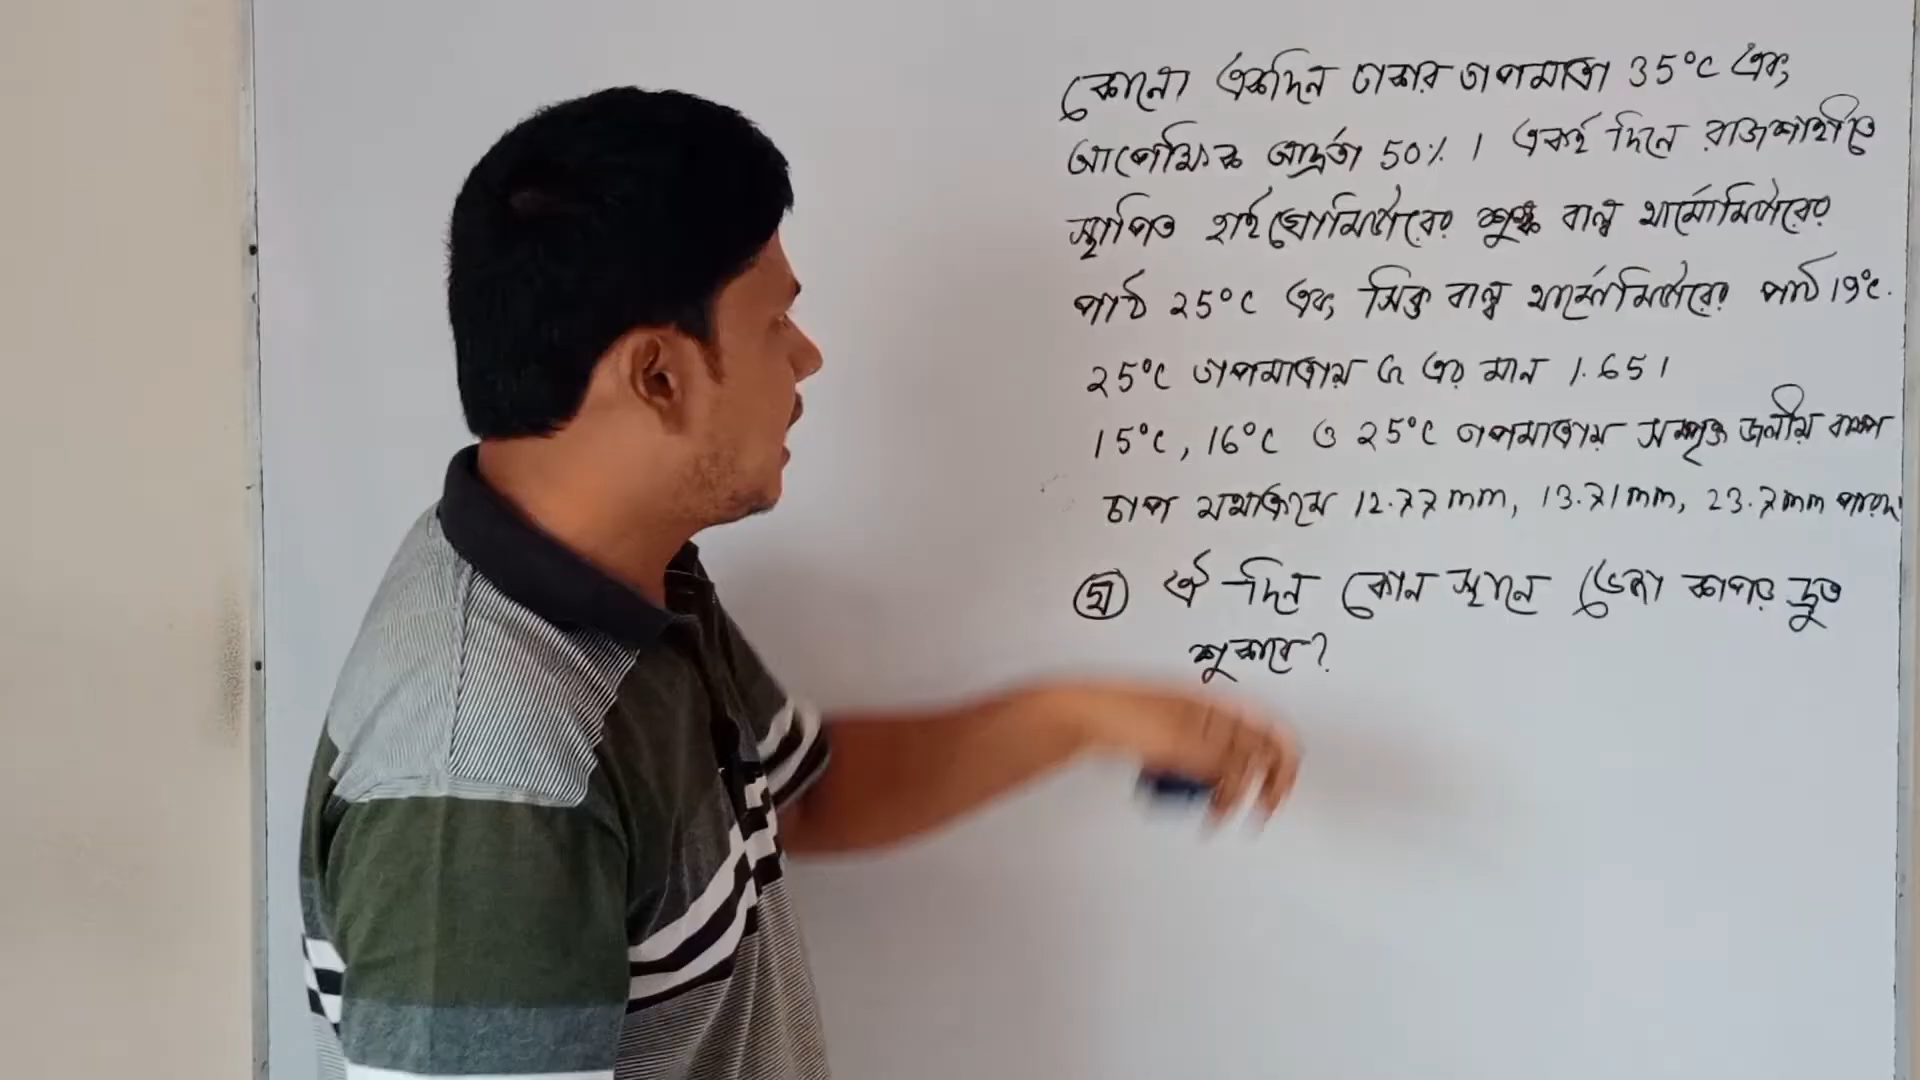 কোনো একদিন ঢাকার তাপমাত্রা 35°C এবং
আপেক্ষিক আর্দ্রতা 50% । একই দিনে রাজশাহীতে
স্থাপিত হাইগ্রোমিটারের শুষ্ক বাল্ব থার্মোমিটারের
পাঠ 25°C এবং সিক্ত বাল্ব থার্মোমিটারের পাঠ 19°C.
25°C তাপমাত্রায় G এর মান 1.65।
15°C, 16°C ও 25°C তাপমাত্রায় সম্পৃক্ত জলীয় বাষ্প
চাপ যথাক্রমে 12.77mm, 13.71mm, 23.7mm পারদ।
ঘ ঐ দিন কোন স্থানে ভেজা কাপড় দ্রুত
শুকাবে?